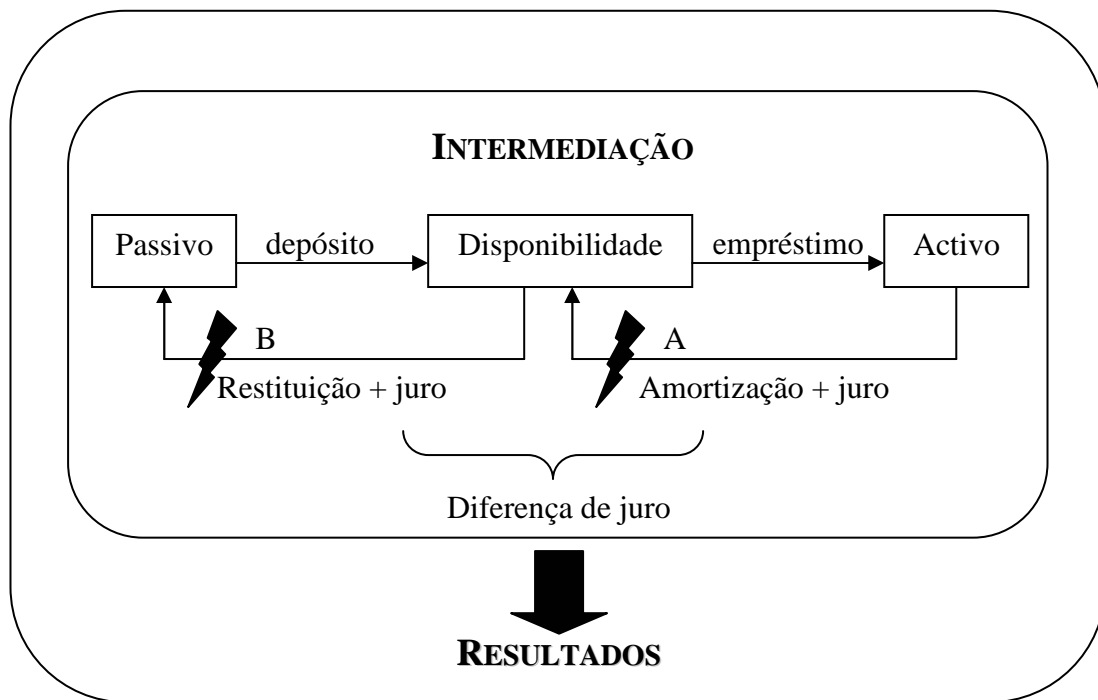 INTERMEDIAÇÃO
Passivo depósito Disponibilidade empréstimo Activo
B A
Restituição + juro Amortização + juro
Diferença de juro
RESULTADOS